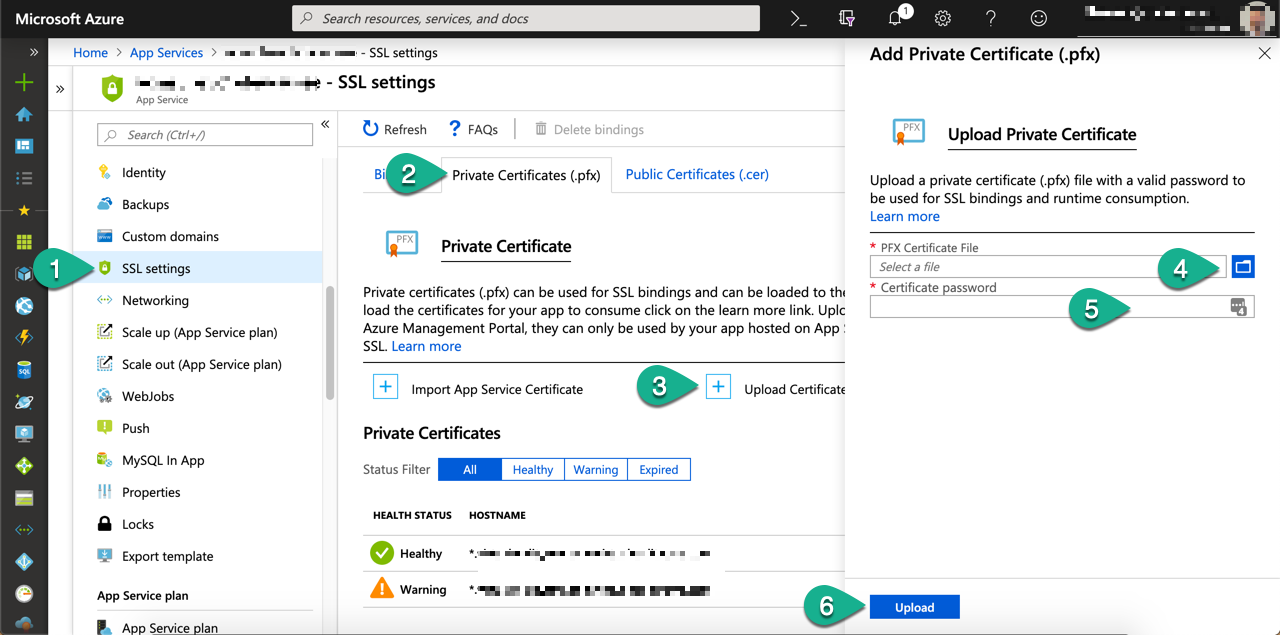 Microsoft Azure
Search resources, services, and docs
1
Home > App Services > - SSL settings
- SSL settings
App Service
Search (Ctrl+/)
Identity
Backups
Custom domains
1
SSL settings
Networking
Scale up (App Service plan)
Scale out (App Service plan)
WebJobs
Push
MySQL In App
Properties
Locks
Export template
App Service plan
App Service plan
Refresh
FAQs
Delete bindings
Bi
2
Private Certificates (.pfx)
Public Certificates (.cer)
PFX
Private Certificate
Private certificates (.pfx) can be used for SSL bindings and can be loaded to the
load the certificates for your app to consume click on the learn more link. Uplo
Azure Management Portal, they can only be used by your app hosted on App S
SSL. Learn more
Import App Service Certificate
3
Upload Certificate
Private Certificates
Status Filter
All
Healthy
Warning
Expired
HEALTH STATUS
HOSTNAME
Healthy
*.
Warning
*.
Add Private Certificate (.pfx)
PFX
Upload Private Certificate
Upload a private certificate (.pfx) file with a valid password to
be used for SSL bindings and runtime consumption.
Learn more
* PFX Certificate File
Select a file
4
* Certificate password
5
4
6
Upload